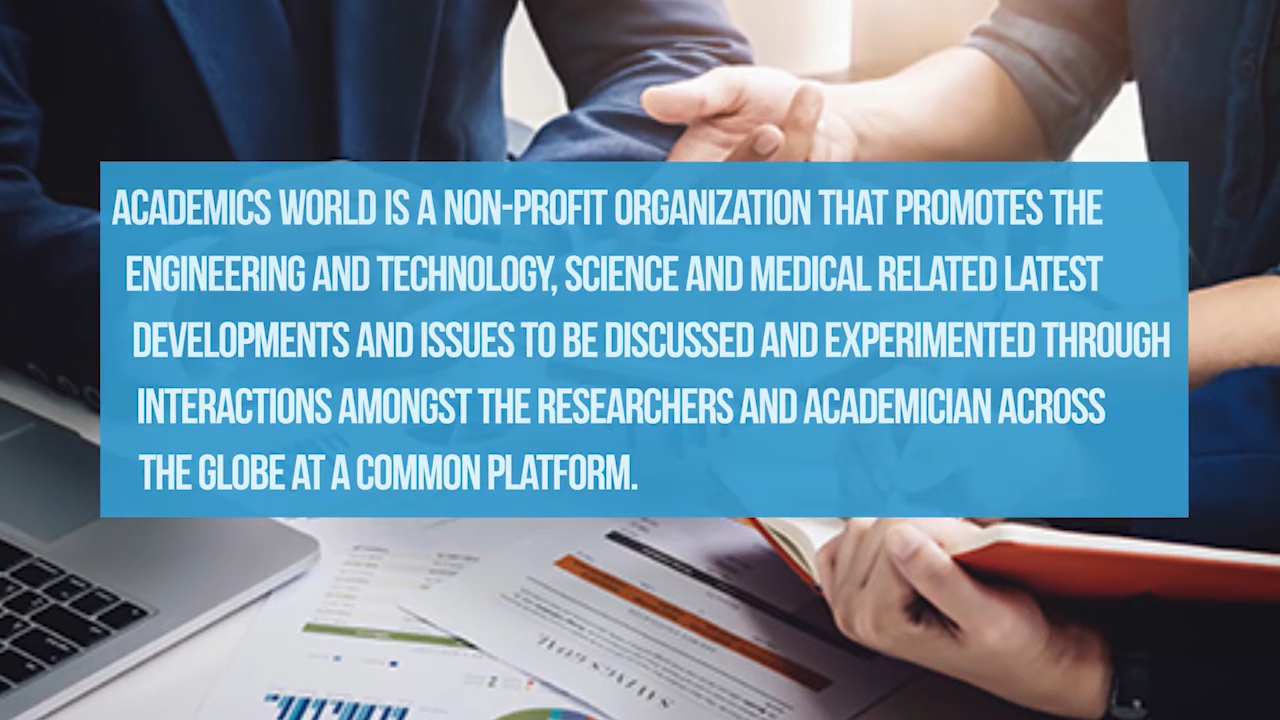 ACADEMICS WORLD IS A NON-PROFIT ORGANIZATION THAT PROMOTES THE
ENGINEERING AND TECHNOLOGY, SCIENCE AND MEDICAL RELATED LATEST
DEVELOPMENTS AND ISSUES TO BE DISCUSSED AND EXPERIMENTED THROUGH
INTERACTIONS AMONGST THE RESEARCHERS AND ACADEMICIAN ACROSS
THE GLOBE AT A COMMON PLATFORM.
SAVINGS GOAL